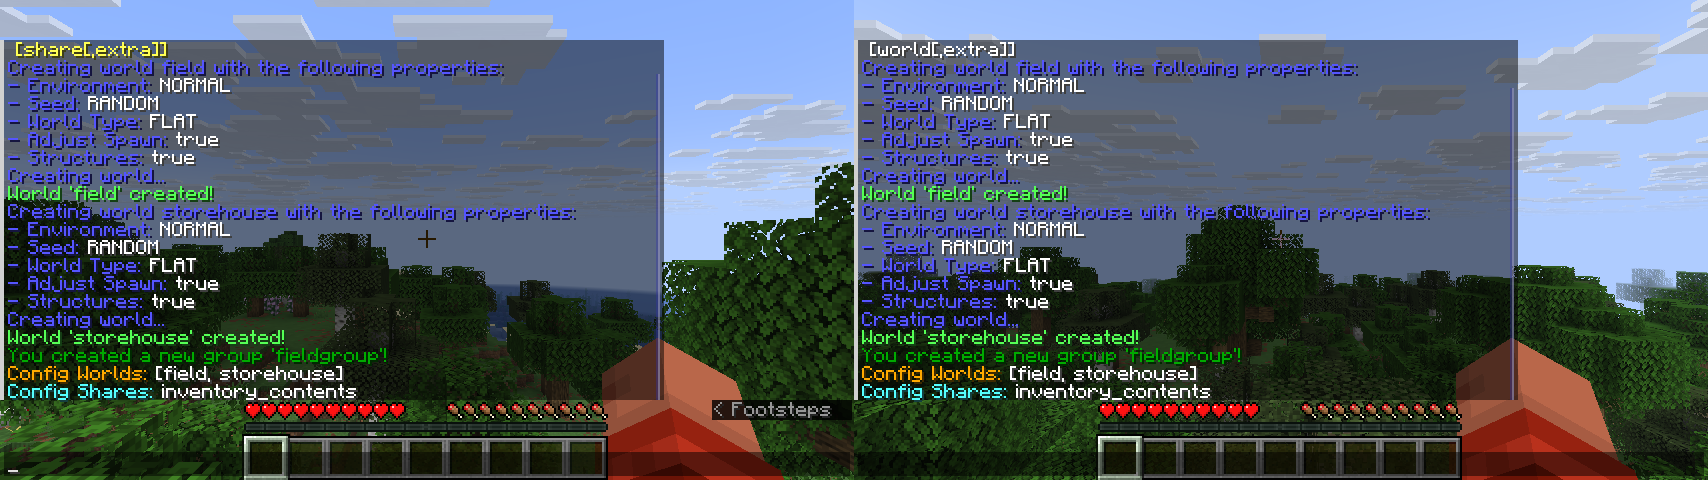 [share[,extra]]
Creating world field with the following properties:
- Environment: NORMAL
- Seed: RANDOM
- World Type: FLAT
- Adjust Spawn: true
- Structures: true
Creating world...
World 'field' created!
Creating world storehouse with the following properties:
- Environment: NORMAL
- Seed: RANDOM
- World Type: FLAT
- Adjust Spawn: true
- Structures: true
Creating world...
World 'storehouse' created!
You created a new group 'fieldgroup'!
Config Worlds: [field, storehouse]
Config Shares: inventory_contents
< Footsteps
_
[world[,extra]]
Creating world field with the following properties:
- Environment: NORMAL
- Seed: RANDOM
- World Type: FLAT
- Adjust Spawn: true
- Structures: true
Creating world...
World 'field' created!
Creating world storehouse with the following properties:
- Environment: NORMAL
- Seed: RANDOM
- World Type: FLAT
- Adjust Spawn: true
- Structures: true
Creating world...
World 'storehouse' created!
You created a new group 'fieldgroup'!
Config Worlds: [field, storehouse]
Config Shares: inventory_contents